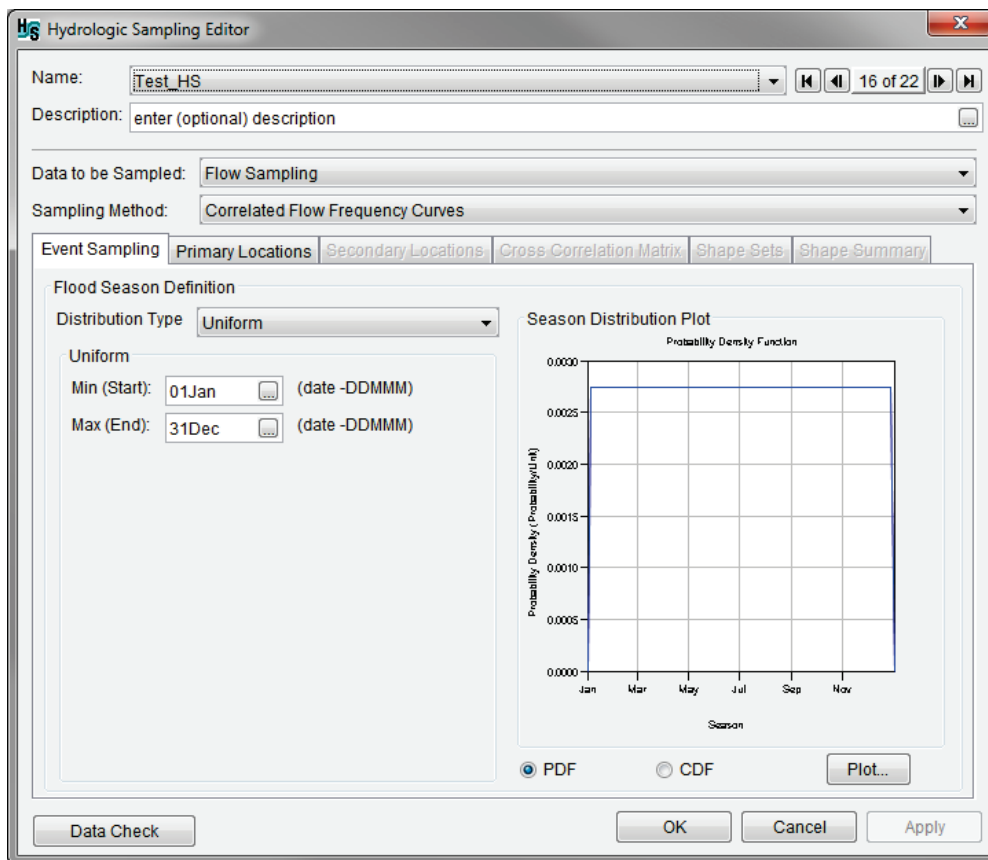 HS Hydrologic Sampling Editor
Name: Test_HS 16 of 22
Description: enter (optional) description ...
Data to be Sampled: Flow Sampling
Sampling Method: Correlated Flow Frequency Curves
Event Sampling Primary Locations Secondary Locations Cross Correlation Matrix Shape Sets Shape Summary
Flood Season Definition
Distribution Type Uniform
Uniform
Min (Start): 01Jan ... (date -DDMMM)
Max (End): 31Dec ... (date -DDMMM)
Season Distribution Plot
Probability Density Function
0.0030
0.0025
0.0020
0.0015
0.0010
0.0005
0.0000
Probability Density (Probability/Unit)
Jan Mar May Jul Sep Nov
Season
PDF CDF Plot...
Data Check OK Cancel Apply